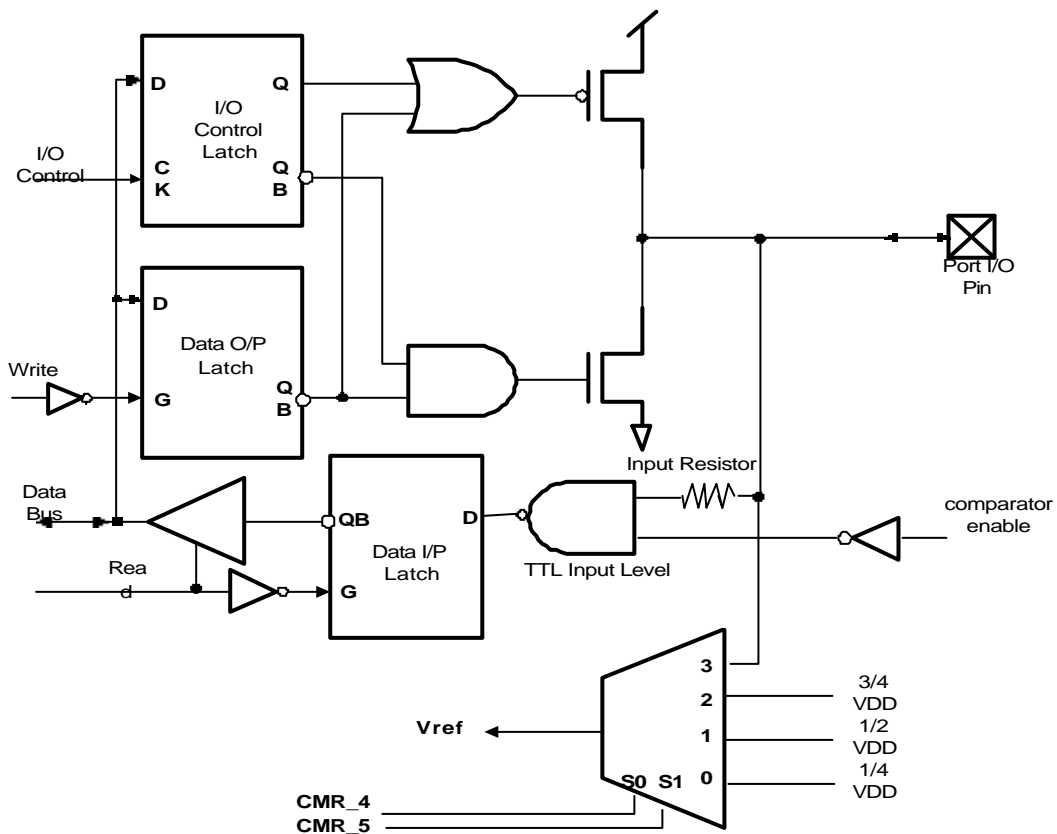 D
Q
I/O
Control
Latch
I/O
Control
C
K
Q
B
Port I/O
Pin
D
Data O/P
Latch
Write
G
Q
B
Input Resistor
Data
Bus
QB
D
Data I/P
Latch
comparator
enable
TTL Input Level
Rea
d
G
3
2
1
0
3/4
VDD
1/2
VDD
1/4
VDD
Vref
S0
S1
CMR_4
CMR_5